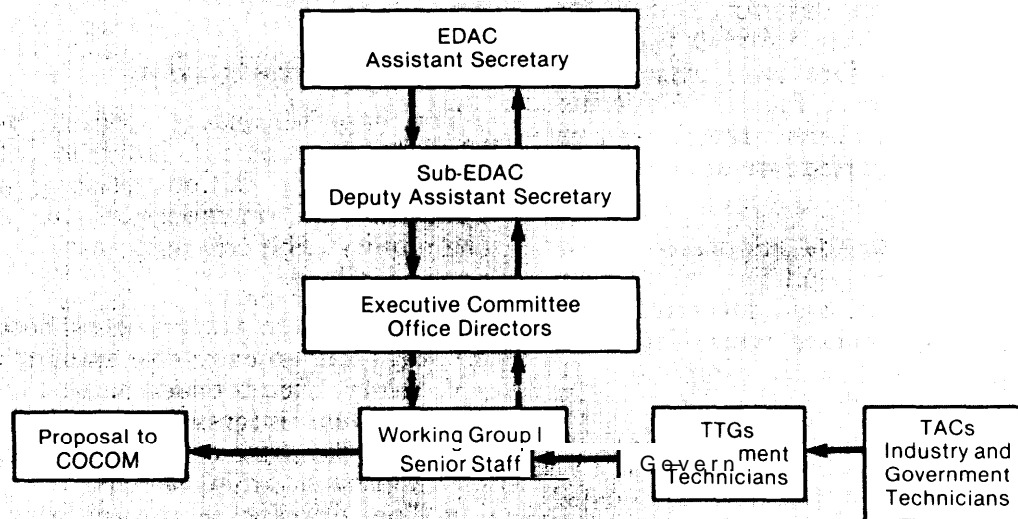 EDAC
Assistant Secretary
Sub-EDAC
Deputy Assistant Secretary
Executive Committee
Office Directors
Proposal to
COCOM
Working Group I
Senior Staff
TTGs
Government
Technicians
TACs
Industry and
Government
Technicians